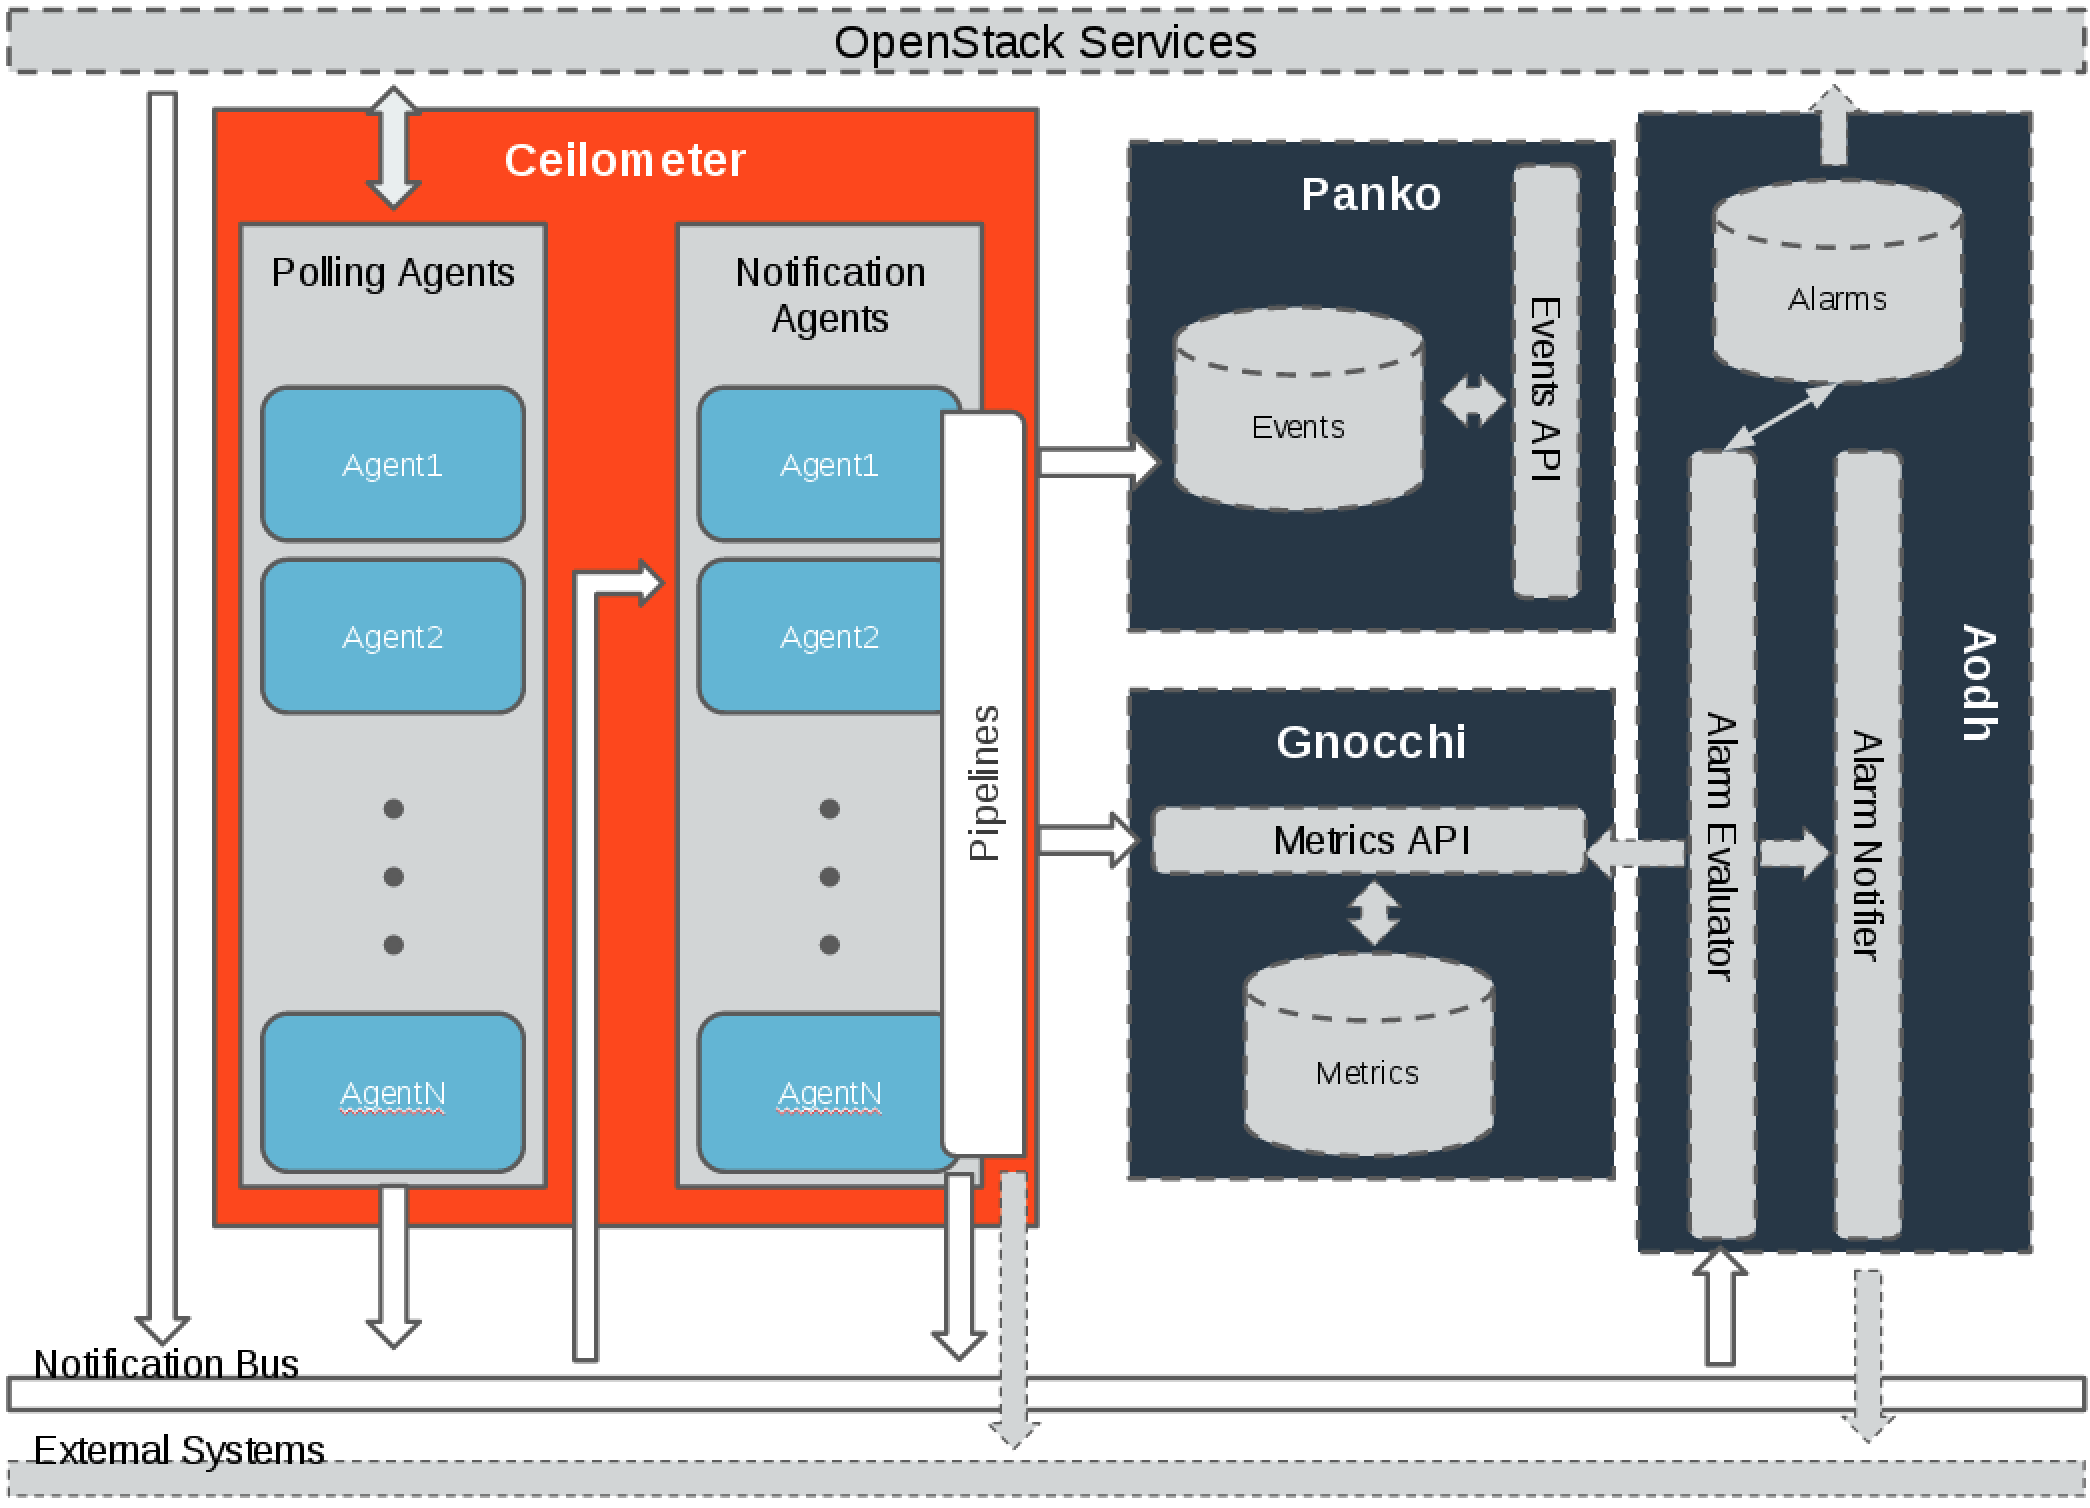 OpenStack Services
Ceilometer
Polling Agents
Agent1
Agent2
AgentN
Notification
Agents
Agent1
Agent2
AgentN
Pipelines
Panko
Events
Events API
Gnocchi
Metrics API
Metrics
Aodh
Alarms
Alarm Evaluator
Alarm Notifier
Notification Bus
External Systems